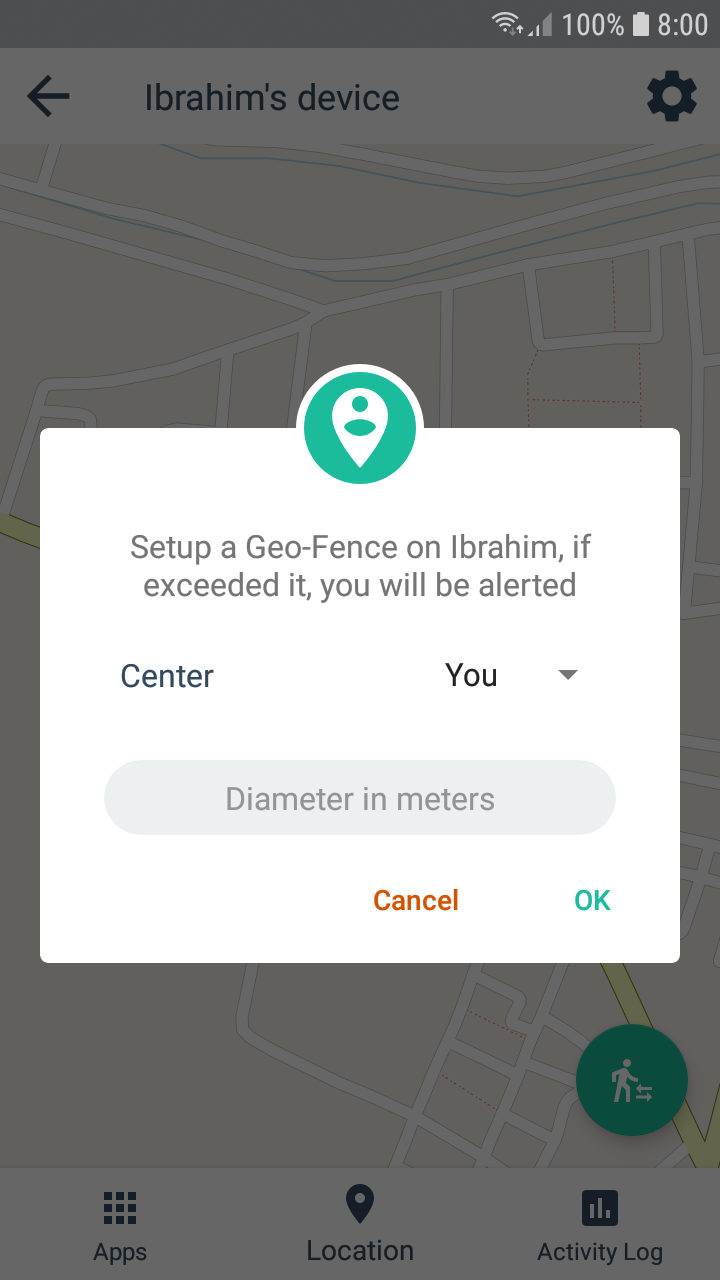 100% 8:00
Ibrahim's device
Setup a Geo-Fence on Ibrahim, if
exceeded it, you will be alerted
Center You
Diameter in meters
Cancel OK
Apps Location Activity Log